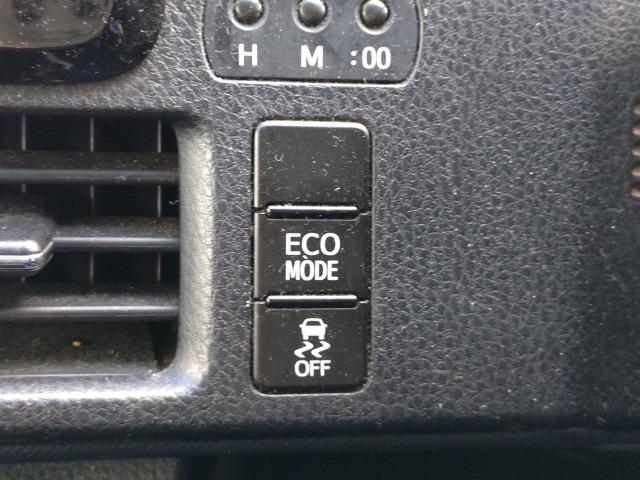 H M :00
ECO
MODE
OFF